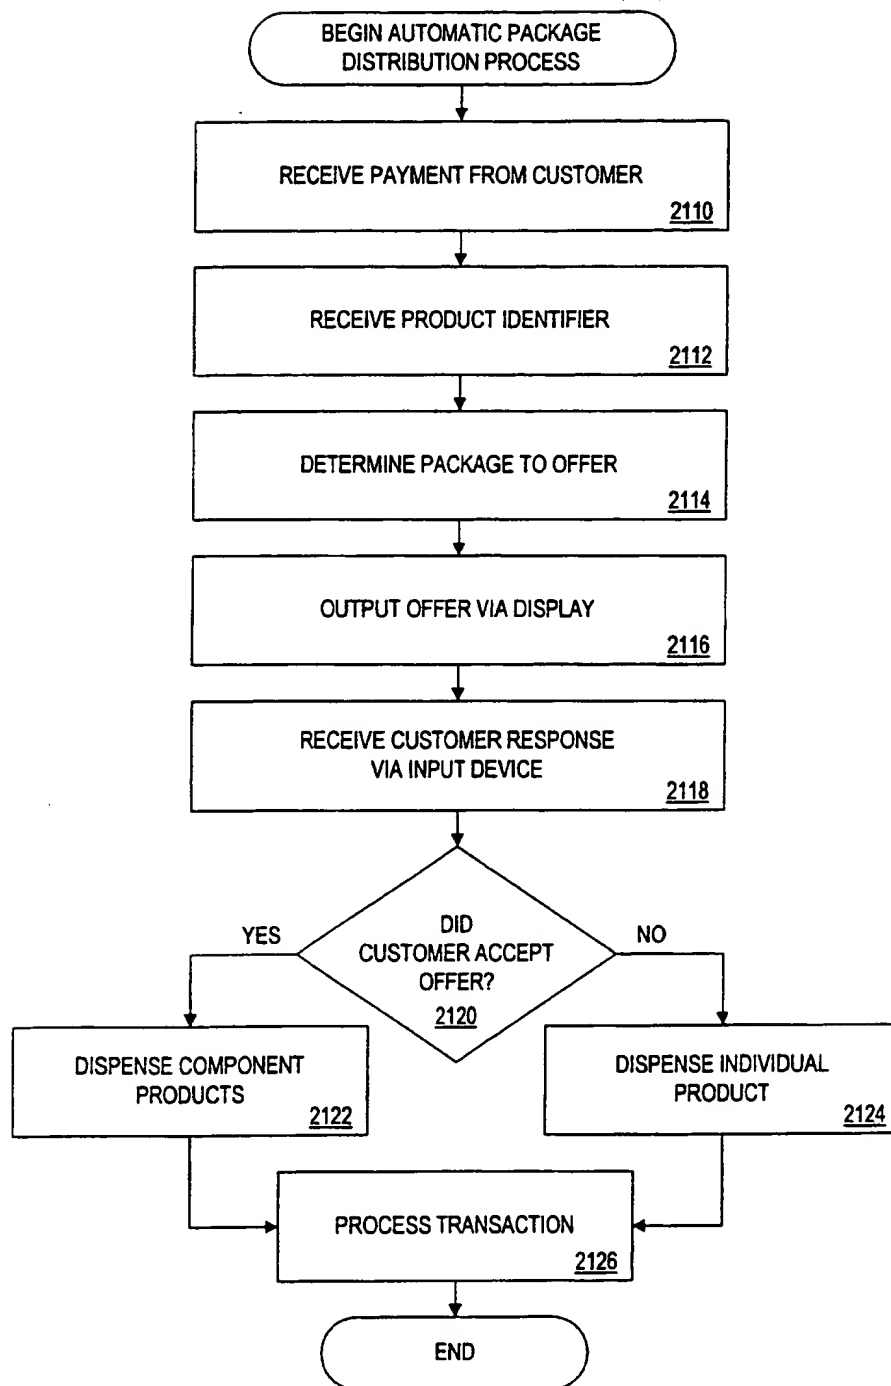 BEGIN AUTOMATIC PACKAGE
DISTRIBUTION PROCESS
RECEIVE PAYMENT FROM CUSTOMER
2110
RECEIVE PRODUCT IDENTIFIER
2112
DETERMINE PACKAGE TO OFFER
2114
OUTPUT OFFER VIA DISPLAY
2116
RECEIVE CUSTOMER RESPONSE
VIA INPUT DEVICE
2118
DID
CUSTOMER ACCEPT
OFFER?
2120
YES
NO
DISPENSE COMPONENT
PRODUCTS
2122
DISPENSE INDIVIDUAL
PRODUCT
2124
PROCESS TRANSACTION
2126
END